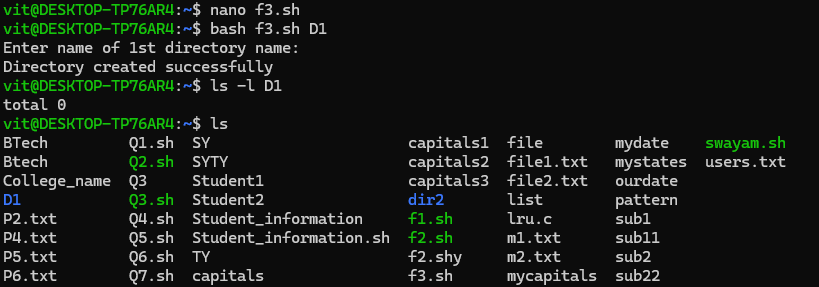 vit@DESKTOP-TP76AR4:~$ nano f3.sh
vit@DESKTOP-TP76AR4:~$ bash f3.sh D1
Enter name of 1st directory name:
Directory created successfully
vit@DESKTOP-TP76AR4:~$ ls -l D1
total 0
vit@DESKTOP-TP76AR4:~$ ls
BTech         Q1.sh  SY                      capitals1  file       mydate      swayam.sh
Btech         Q2.sh  SYTY                    capitals2  file1.txt  mystates    users.txt
College_name  Q3     Student1                capitals3  file2.txt  ourdate
D1            Q3.sh  Student2                dir2       list       pattern
P2.txt        Q4.sh  Student_information     f1.sh      lru.c      sub1
P4.txt        Q5.sh  Student_information.sh  f2.sh      m1.txt     sub11
P5.txt        Q6.sh  TY                      f2.shy     m2.txt     sub2
P6.txt        Q7.sh  capitals                f3.sh      mycapitals sub22